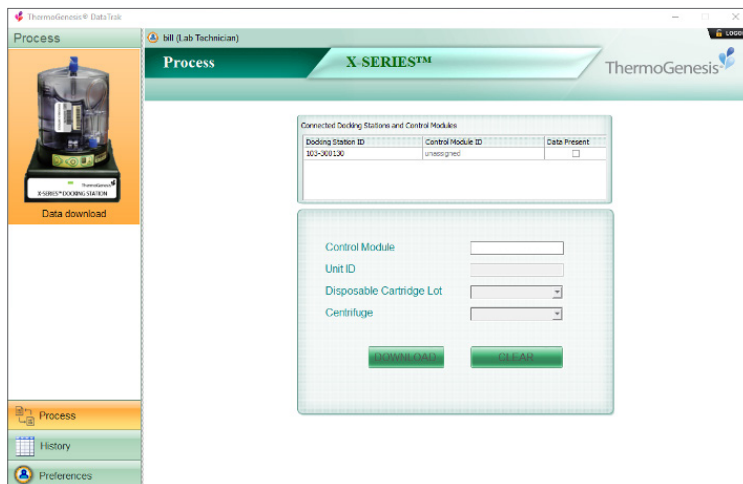 ThermoGenesis® DataTrak
Process
bill (Lab Technician)
LOGO
Process
X-SERIES™
ThermoGenesis
ThermoGenesis
X-SERIES™ DOCKING STATION
Data download
Connected Docking Stations and Control Modules
Docking Station ID Control Module ID Data Present
103-300130 unassigned
Control Module
Unit ID
Disposable Cartridge Lot
Centrifuge
DOWNLOAD CLEAR
Process
History
Preferences